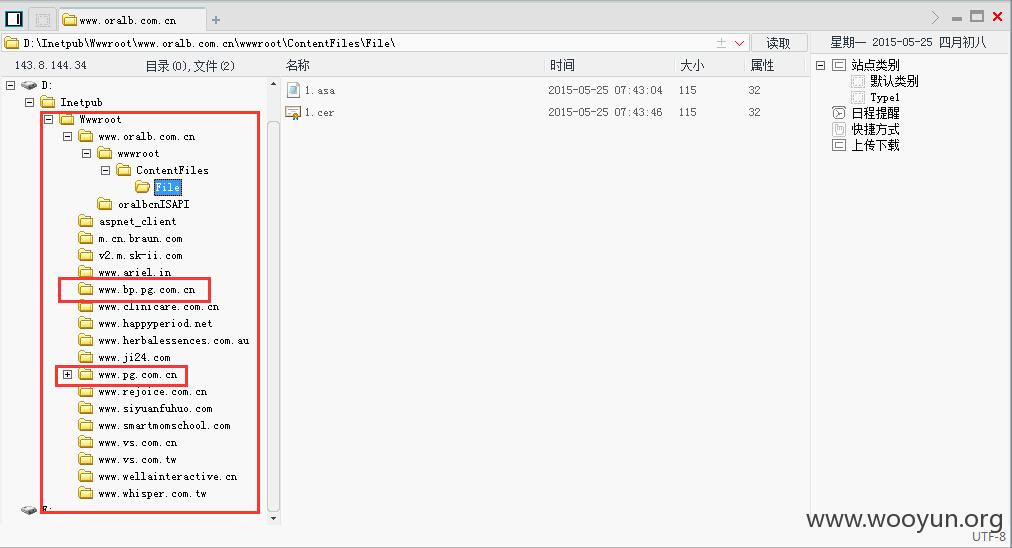 www.oralb.com.cn
D:\Inetpub\Wwwroot\www.oralb.com.cn\wwwroot\ContentFiles\File\
读取
星期一 2015-05-25 四月初八
143.8.144.34
目录(0),文件(2)
名称
时间
大小
属性
D:
Inetpub
Wwwroot
www.oralb.com.cn
wwwroot
ContentFiles
File
oralbcnISAPI
aspnet_client
m.cn.braun.com
v2.m.sk-ii.com
www.ariel.in
www.bp.pg.com.cn
www.clinicare.com.cn
www.happyperiod.net
www.herbalessences.com.au
www.ji24.com
www.pg.com.cn
www.rejoice.com.cn
www.siyuanfuhuo.com
www.smartmomschool.com
www.vs.com.cn
www.vs.com.tw
www.wellainteractive.cn
www.whisper.com.tw
1.asa 2015-05-25 07:43:04 115 32
1.cer 2015-05-25 07:43:46 115 32
站点类别
默认类别
Type1
日程提醒
快捷方式
上传下载
www.wooyun.org
UTF-8